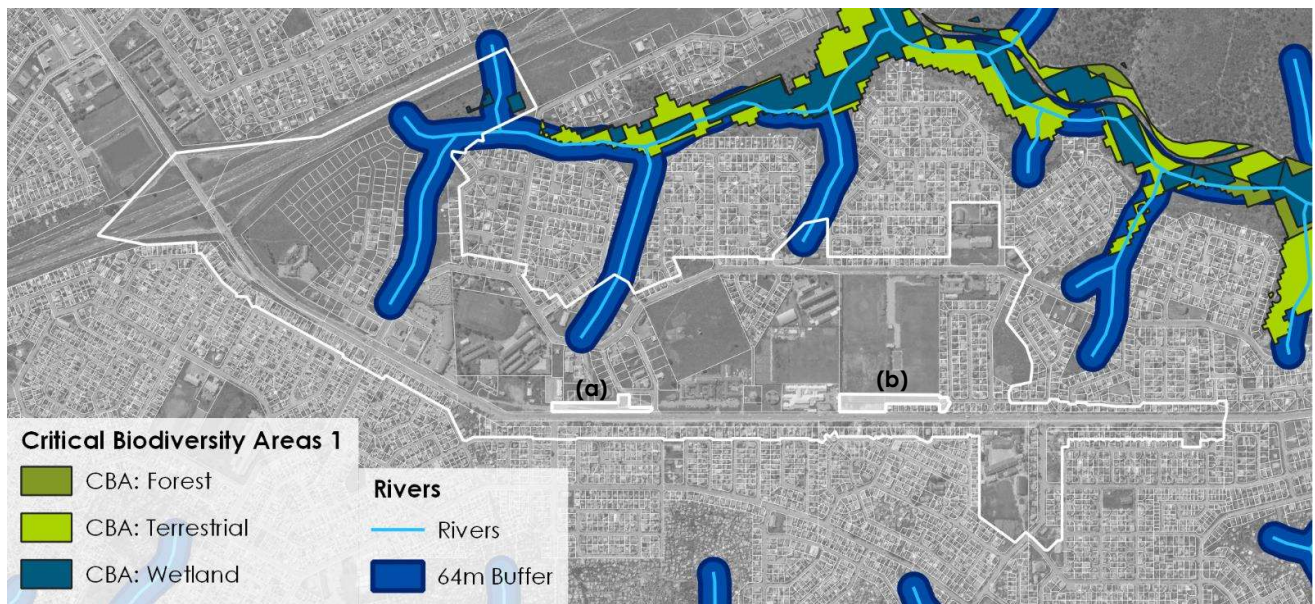 (a)
(b)
Critical Biodiversity Areas 1
CBA: Forest
CBA: Terrestrial
CBA: Wetland
Rivers
Rivers
64m Buffer